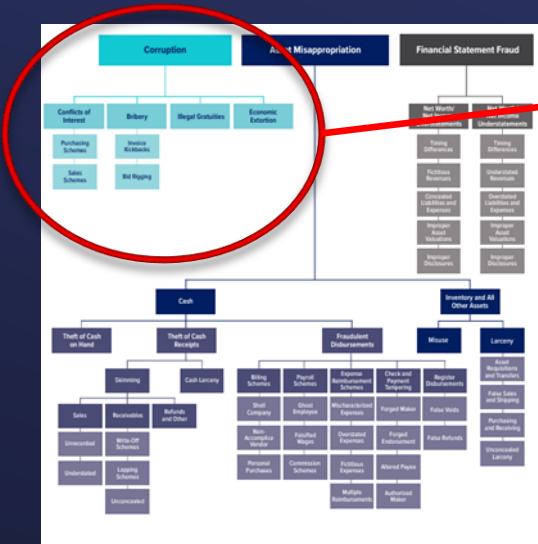 Corruption
Asset Misappropriation
Financial Statement Fraud
Conflicts of
Interest
Bribery
Illegal Gratuities
Economic
Extortion
Purchasing
Schemes
Sales
Schemes
Invoice
Kickbacks
Bid Rigging
Net Worth/
Net Income
Overstatements
Net Worth/
Net Income
Understatements
Timing
Differences
Fictitious
Revenues
Concealed
Liabilities and
Expenses
Improper
Asset
Valuations
Improper
Disclosures
Timing
Differences
Understated
Revenues
Overstated
Liabilities and
Expenses
Improper
Asset
Valuations
Improper
Disclosures
Cash
Inventory and All
Other Assets
Theft of Cash
on Hand
Theft of Cash
Receipts
Fraudulent
Disbursements
Misuse
Larceny
Skimming
Cash Larceny
Sales
Receivables
Refunds
and Other
Unrecorded
Understated
Write-Off
Schemes
Lapping
Schemes
Unconcealed
Billing
Schemes
Shell
Company
Non-
Accomplice
Vendor
Personal
Purchases
Payroll
Schemes
Ghost
Employee
Falsified
Wages
Commission
Schemes
Expense
Reimbursement
Schemes
Mischaracterized
Expenses
Overstated
Expenses
Fictitious
Expenses
Multiple
Reimbursements
Check and
Payment
Tampering
Forged Maker
Forged
Endorsement
Altered Payee
Authorized
Maker
Register
Disbursements
False Voids
False Refunds
Asset
Requisitions
and Transfers
False Sales
and Shipping
Purchasing
and Receiving
Unconcealed
Larceny